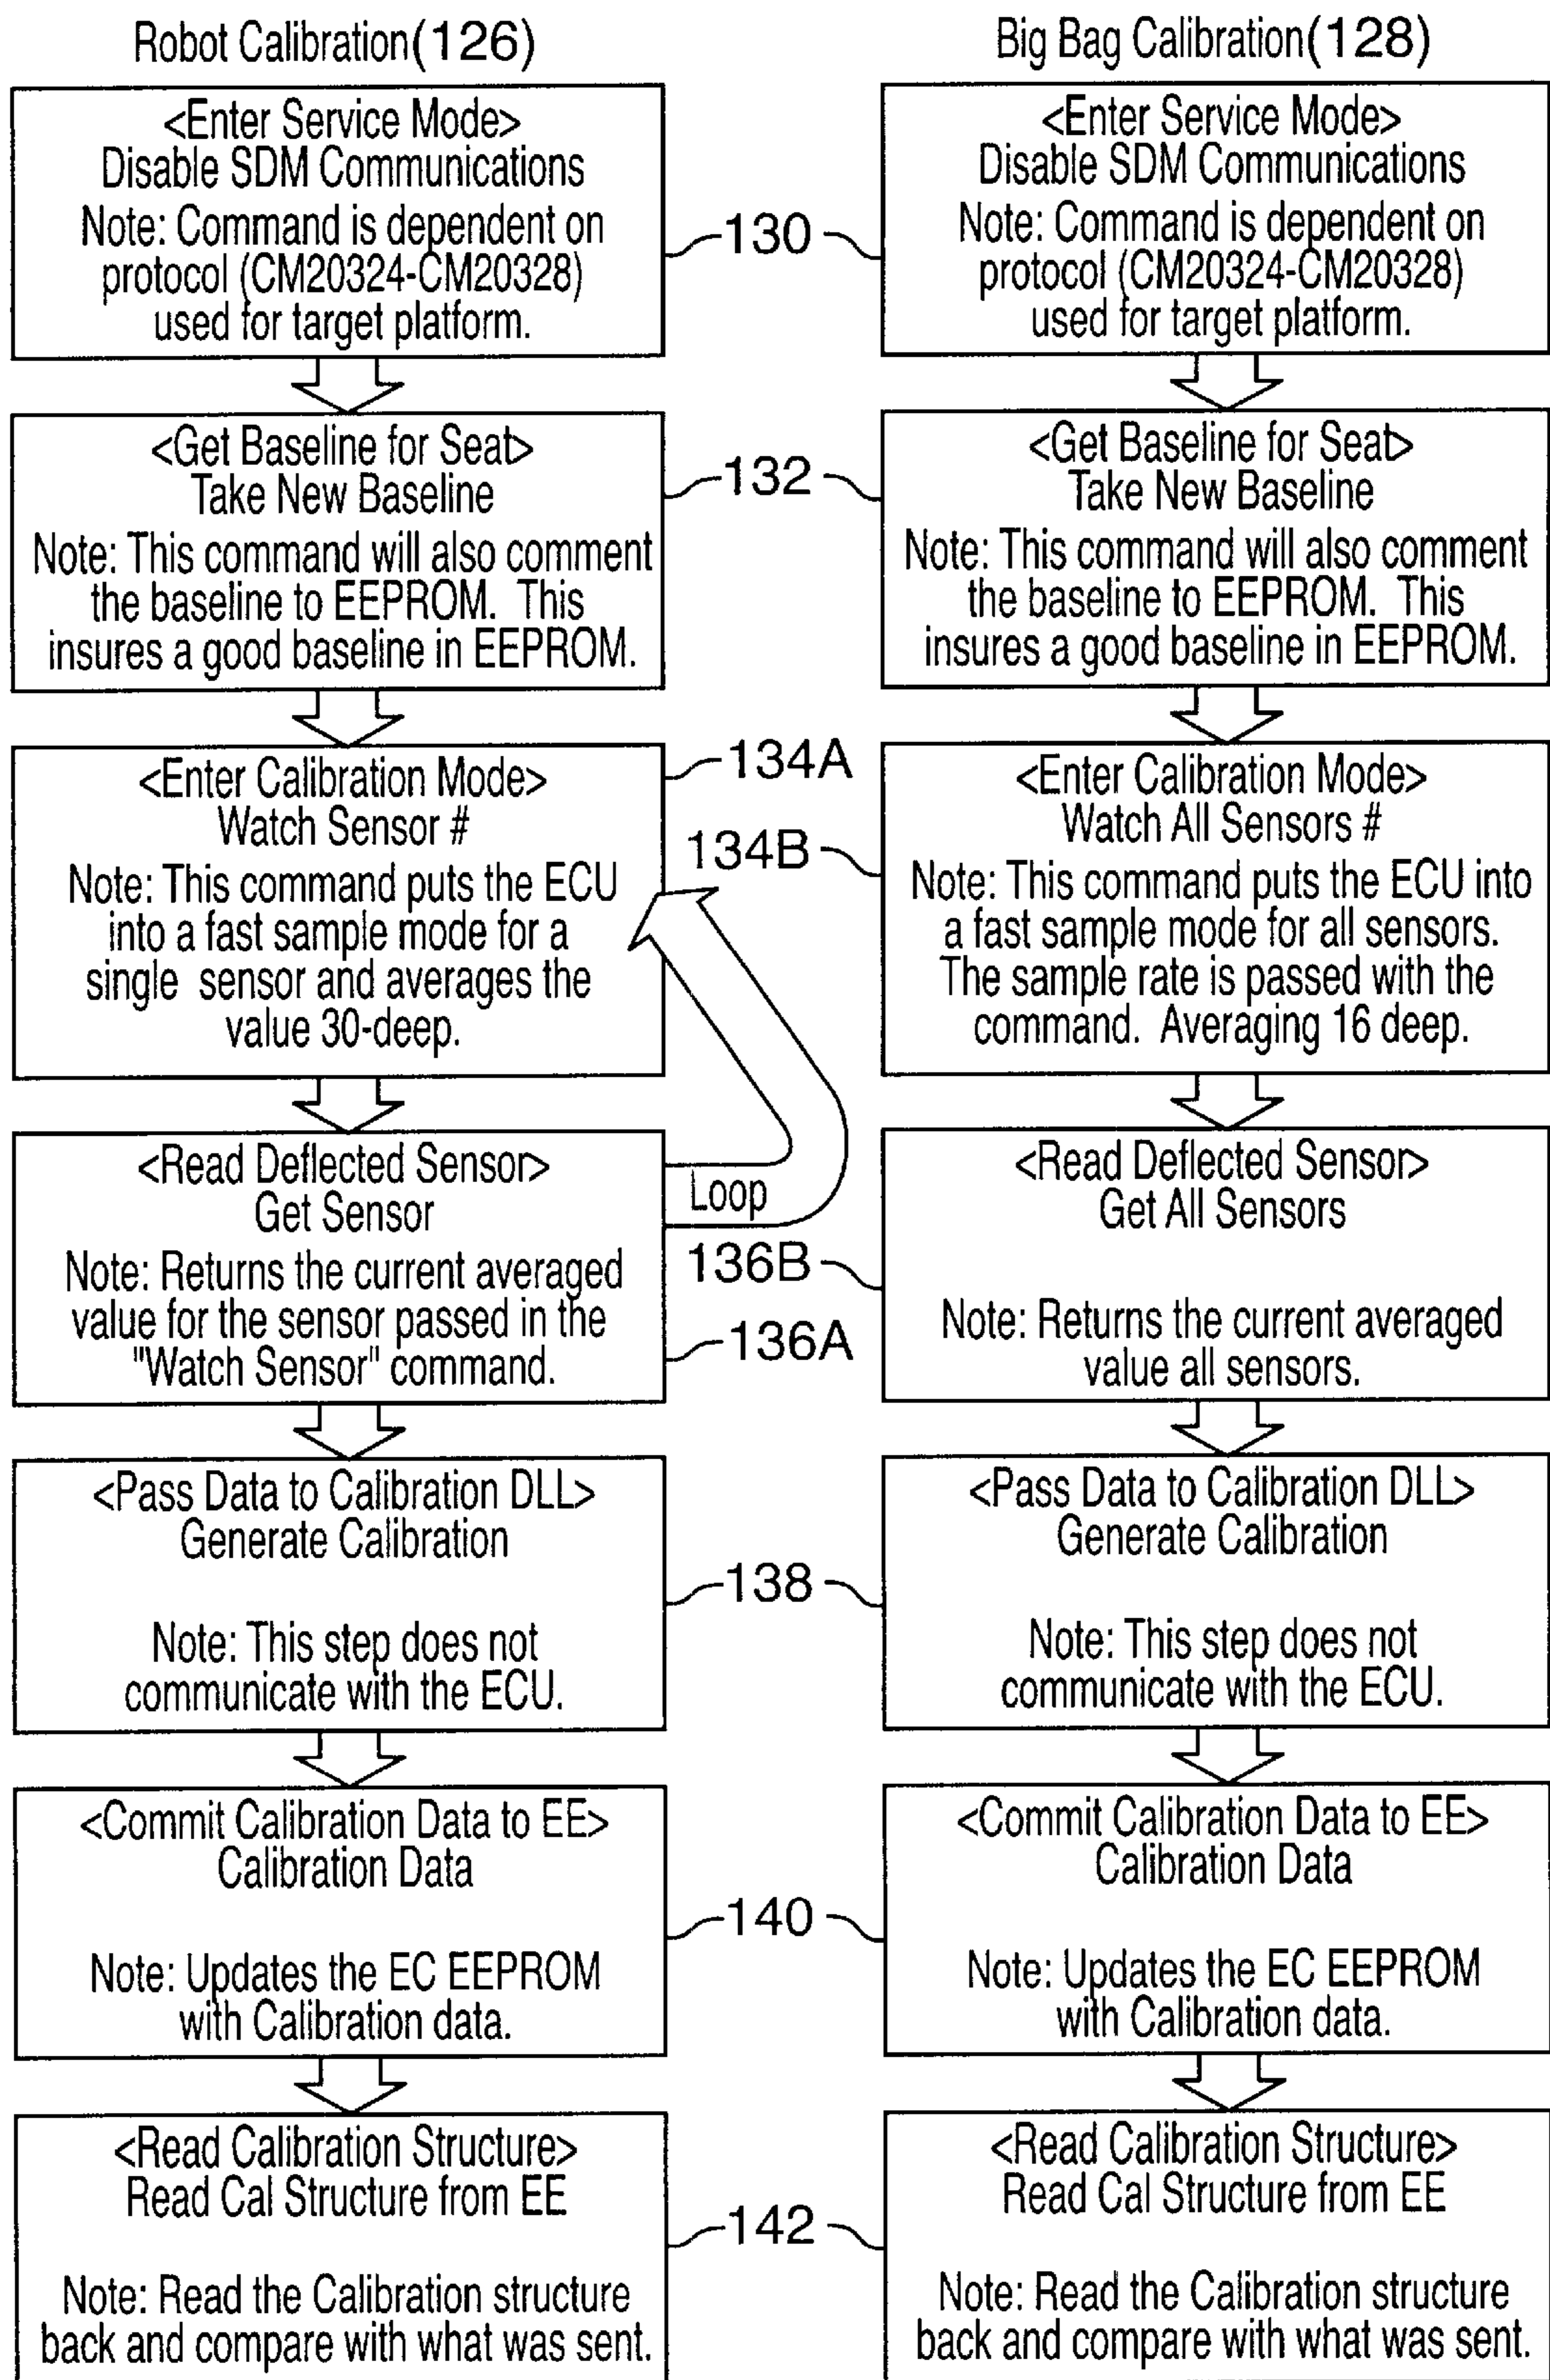 Robot Calibration(126)
<Enter Service Mode>
Disable SDM Communications
Note: Command is dependent on
protocol (CM20324-CM20328)
used for target platform.
<Get Baseline for Seat>
Take New Baseline
Note: This command will also comment
the baseline to EEPROM. This
insures a good baseline in EEPROM.
<Enter Calibration Mode>
Watch Sensor #
Note: This command puts the ECU
into a fast sample mode for a
single sensor and averages the
value 30-deep.
<Read Deflected Sensor>
Get Sensor
Note: Returns the current averaged
value for the sensor passed in the
"Watch Sensor" command.
<Pass Data to Calibration DLL>
Generate Calibration
Note: This step does not
communicate with the ECU.
<Commit Calibration Data to EE>
Calibration Data
Note: Updates the EC EEPROM
with Calibration data.
<Read Calibration Structure>
Read Cal Structure from EE
Note: Read the Calibration structure
back and compare with what was sent.
130
132
134A
134B
Loop
136B
136A
138
140
142
Big Bag Calibration(128)
<Enter Service Mode>
Disable SDM Communications
Note: Command is dependent on
protocol (CM20324-CM20328)
used for target platform.
<Get Baseline for Seat>
Take New Baseline
Note: This command will also comment
the baseline to EEPROM. This
insures a good baseline in EEPROM.
<Enter Calibration Mode>
Watch All Sensors #
Note: This command puts the ECU into
a fast sample mode for all sensors.
The sample rate is passed with the
command. Averaging 16 deep.
<Read Deflected Sensor>
Get All Sensors
Note: Returns the current averaged
value all sensors.
<Pass Data to Calibration DLL>
Generate Calibration
Note: This step does not
communicate with the ECU.
<Commit Calibration Data to EE>
Calibration Data
Note: Updates the EC EEPROM
with Calibration data.
<Read Calibration Structure>
Read Cal Structure from EE
Note: Read the Calibration structure
back and compare with what was sent.